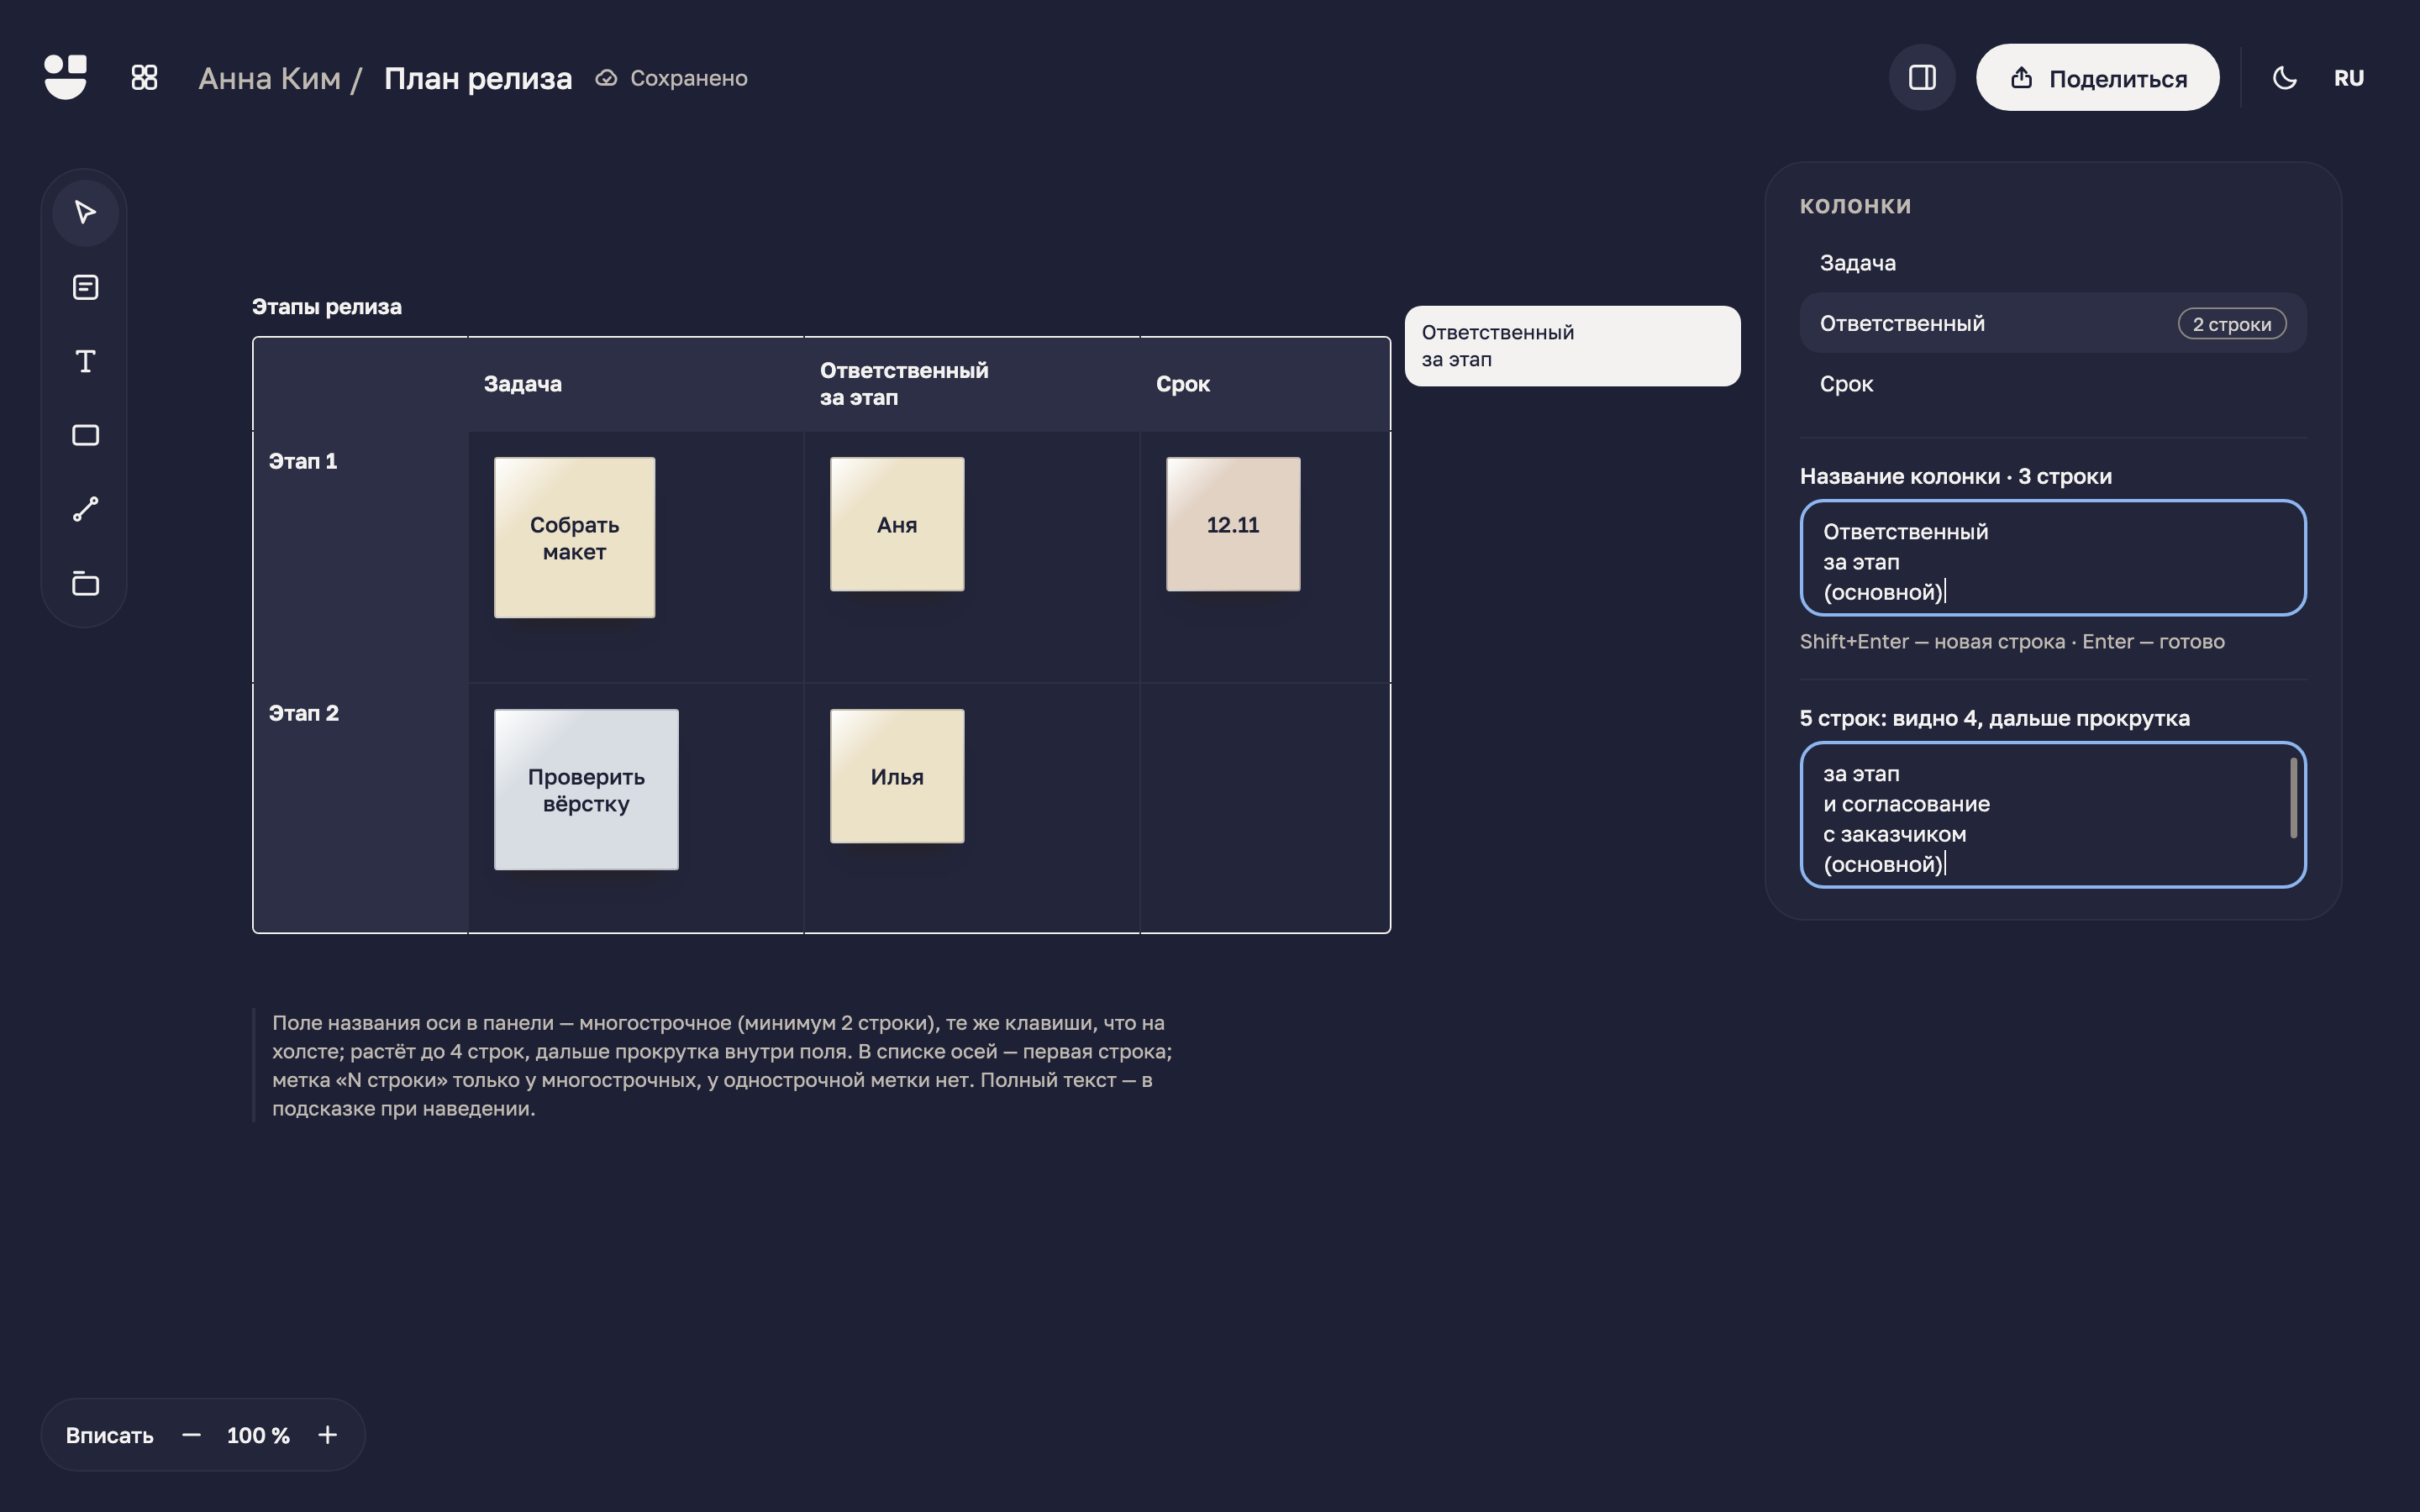 Анна Ким / План релиза Сохранено
Поделиться RU
Этапы релиза
Задача
Ответственный
за этап
Срок
Этап 1
Собрать
макет
Аня
12.11
Этап 2
Проверить
вёрстку
Илья
Ответственный
за этап
КОЛОНКИ
Задача
Ответственный 2 строки
Срок
Название колонки · 3 строки
Ответственный
за этап
(основной)
Shift+Enter — новая строка · Enter — готово
5 строк: видно 4, дальше прокрутка
за этап
и согласование
с заказчиком
(основной)
Поле названия оси в панели — многострочное (минимум 2 строки), те же клавиши, что на
холсте; растёт до 4 строк, дальше прокрутка внутри поля. В списке осей — первая строка;
метка «N строки» только у многострочных, у однострочной метки нет. Полный текст — в
подсказке при наведении.
Вписать — 100 % +